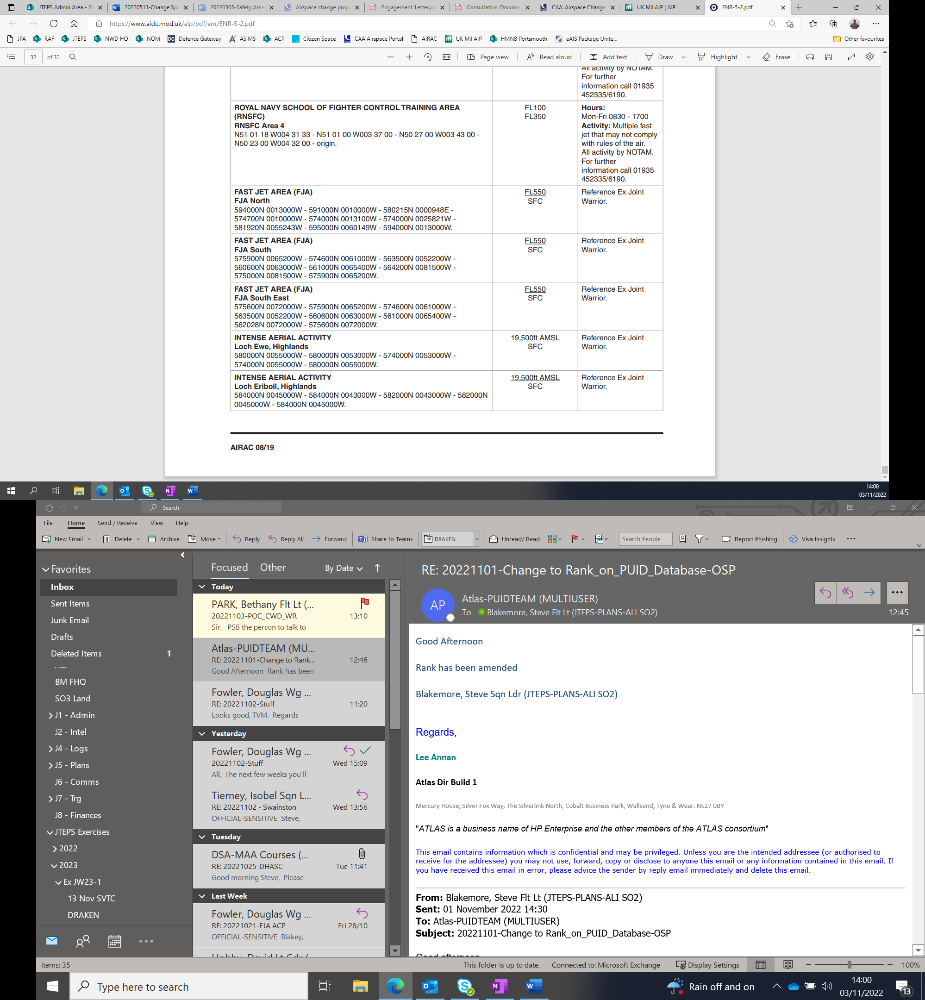 JTEPS Admin Area - St
20220511-Change Spo
20220505-Safety Asse
Airspace change prop
Engagement_Letter.pd
Consultation_Docume
CAA_Airspace Change
UK Mil AIP | AIP
ENR-5-2.pdf
https://www.aidu.mod.uk/aip/pdf/enr/ENR-5-2.pdf
JPA
RAF
JTEPS
NWD HQ
NOM
DG Defence Gateway
ASIMS
ACP
Citizen Space
CAA Airspace Portal
AIRAC
UK Mil AIP
HMNB Portsmouth
eAIS Package Unite...
Other favourites
32 of 32
Page view
Read aloud
Add text
Draw
Highlight
Erase
All activity by NOTAM.
For further
information call 01935
452335/6190.
ROYAL NAVY SCHOOL OF FIGHTER CONTROL TRAINING AREA
(RNSFC)
RNSFC Area 4
N51 01 18 W004 31 33 - N51 01 00 W003 37 00 - N50 27 00 W003 43 00 -
N50 23 00 W004 32 00 - origin.
FL100
FL350
Hours:
Mon-Fri 0830 - 1700
Activity: Multiple fast
jet that may not comply
with rules of the air.
All activity by NOTAM.
For further
information call 01935
452335/6190.
FAST JET AREA (FJA)
FJA North
594000N 0013000W - 591000N 0010000W - 580215N 0000948E -
574700N 0010000W - 574000N 0013100W - 574000N 0025821W -
581920N 0055243W - 595000N 0060149W - 594000N 0013000W.
FL550
SFC
Reference Ex Joint
Warrior.
FAST JET AREA (FJA)
FJA South
575900N 0065200W - 574600N 0061000W - 563500N 0052200W -
560600N 0063000W - 561000N 0065400W - 564200N 0081500W -
575000N 0081500W - 575900N 0065200W.
FL550
SFC
Reference Ex Joint
Warrior.
FAST JET AREA (FJA)
FJA South East
575600N 0072000W - 575900N 0065200W - 574600N 0061000W -
563500N 0052200W - 560600N 0063000W - 561000N 0065400W -
562028N 0072000W - 575600N 0072000W.
FL550
SFC
Reference Ex Joint
Warrior.
INTENSE AERIAL ACTIVITY
Loch Ewe, Highlands
580000N 0055000W - 580000N 0053000W - 574000N 0053000W -
574000N 0055000W - 580000N 0055000W.
19,500ft AMSL
SFC
Reference Ex Joint
Warrior.
INTENSE AERIAL ACTIVITY
Loch Eriboll, Highlands
584000N 0045000W - 584000N 0043000W - 582000N 0043000W - 582000N
0045000W - 584000N 0045000W.
19,500ft AMSL
SFC
Reference Ex Joint
Warrior.
AIRAC 08/19
14:00
03/11/2022
Search
File
Home
Send / Receive
View
Help
New Email
Delete
Archive
Move
Reply
Reply All
Forward
Share to Teams
DRAKEN
Unread/ Read
Search People
Report Phishing
Viva Insights
Favorites
Inbox
Sent Items
Junk Email
Drafts
Deleted Items 1
BM FHQ
SO3 Land
J1 - Admin
J2 - Intel
J4 - Logs
J5 - Plans
J6 - Comms
J7 - Trg
J8 - Finances
JTEPS Exercises
2022
2023
Ex JW23-1
13 Nov SVTC
DRAKEN
Focused
Other
By Date
Today
PARK, Bethany Flt Lt (...
20221103-POC_CWD_WR 13:10
Sir, PSB the person to talk to
Atlas-PUIDTEAM (MU...
RE: 20221101-Change to Rank... 12:46
Good Afternoon Rank has been
Fowler, Douglas Wg ...
RE: 20221102-Stuff 11:20
Looks good, TVM. Regards
Yesterday
Fowler, Douglas Wg ...
20221102-Stuff Wed 15:09
All, The next few weeks you'll
Tierney, Isobel Sqn L...
RE: 20221102 - Swainston Wed 13:56
OFFICIAL-SENSITIVE Steve,
Tuesday
DSA-MAA Courses (...
RE: 20221025-DHASC Tue 11:41
Good morning Steve, Please
Last Week
Fowler, Douglas Wg ...
RE: 20221021-FJA ACP Fri 28/10
OFFICIAL-SENSITIVE Blakey,
RE: 20221101-Change to Rank_on_PUID_Database-OSP
AP
Atlas-PUIDTEAM (MULTIUSER)
To Blakemore, Steve Flt Lt (JTEPS-PLANS-ALI SO2)
12:45
Good Afternoon
Rank has been amended
Blakemore, Steve Sqn Ldr (JTEPS-PLANS-ALI SO2)
Regards,
Lee Annan
Atlas Dir Build 1
Mercury House, Silver Fox Way, The Silverlink North, Cobalt Business Park, Wallsend, Tyne & Wear. NE27 0BY
"ATLAS is a business name of HP Enterprise and the other members of the ATLAS consortium"
This email contains information which is confidential and may be privileged. Unless you are the intended addressee (or authorised to
receive for the addressee) you may not use, forward, copy or disclose to anyone this email or any information contained in this email. If
you have received this email in error, please advice the sender by reply email immediately and delete this email.
From: Blakemore, Steve Flt Lt (JTEPS-PLANS-ALI SO2)
Sent: 01 November 2022 14:30
To: Atlas-PUIDTEAM (MULTIUSER)
Subject: 20221101-Change to Rank_on_PUID_Database-OSP
Good afternoon
Items: 35
This folder is up to date.
Connected to: Microsoft Exchange
Display Settings
100%
Type here to search
Rain off and on
14:00
03/11/2022
13